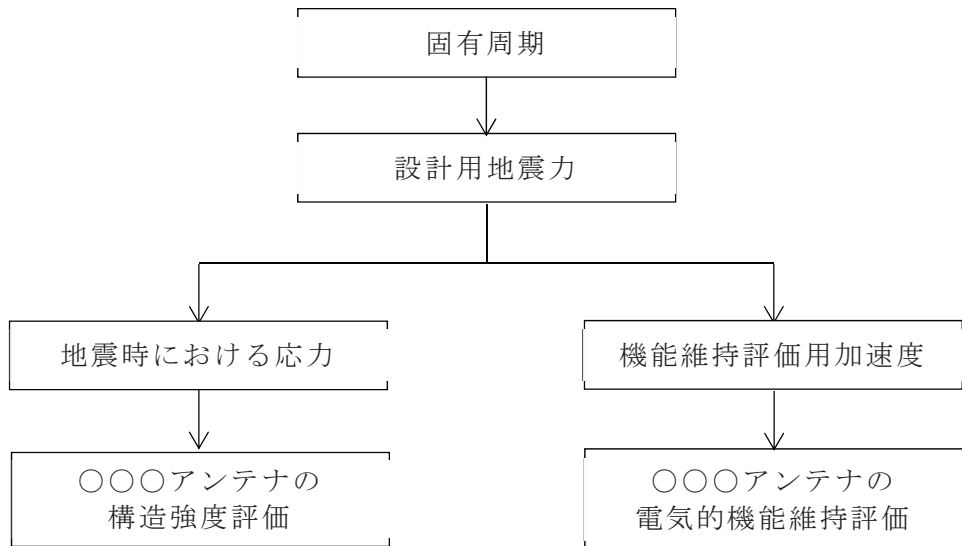 固有周期
設計用地震力
地震時における応力
機能維持評価用加速度
○○○アンテナの
構造強度評価
○○○アンテナの
電気的機能維持評価